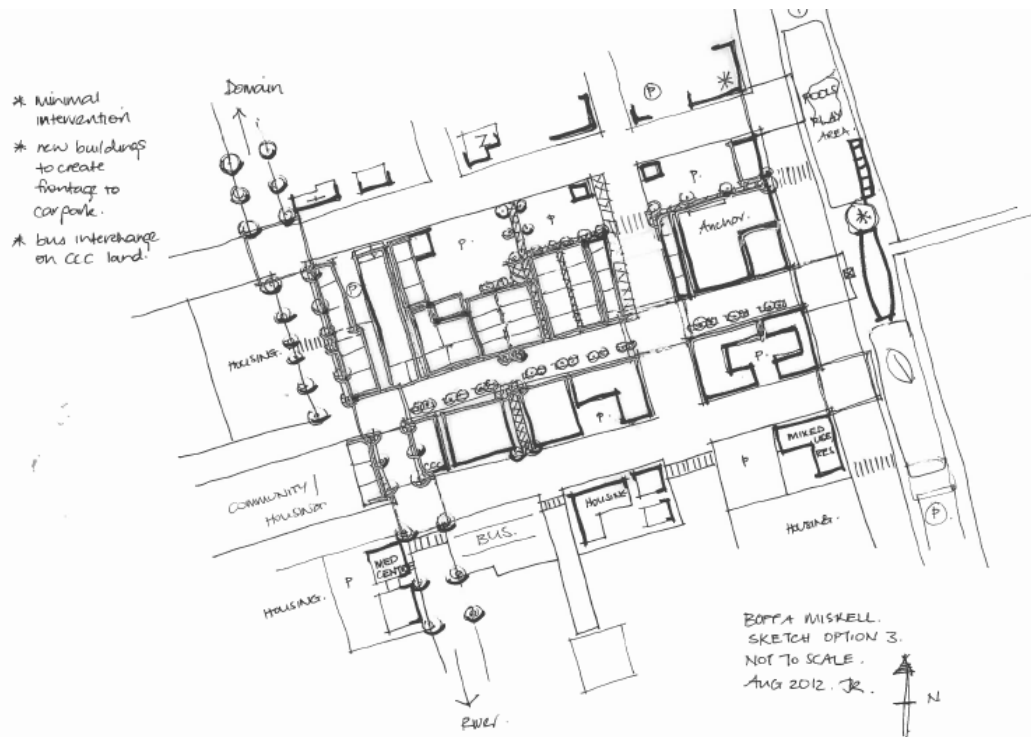 Domain
* minimal
intervention
* new buildings
to create
frontage to
carpark.
* bus interchange
on CCC land.
P
*
POOLS
PLAY
AREA
P.
P.
P.
Anchor.
*
P
HOUSING.
P.
P.
CCC
MIXED
USE
RES.
P
COMMUNITY/
HOUSING
HOUSING
BUS.
HOUSING.
P
MED
CENTRE
P
HOUSING.
BOFFA MISKELL.
SKETCH OPTION 3.
NOT TO SCALE.
AUG 2012. JR.
N
River.